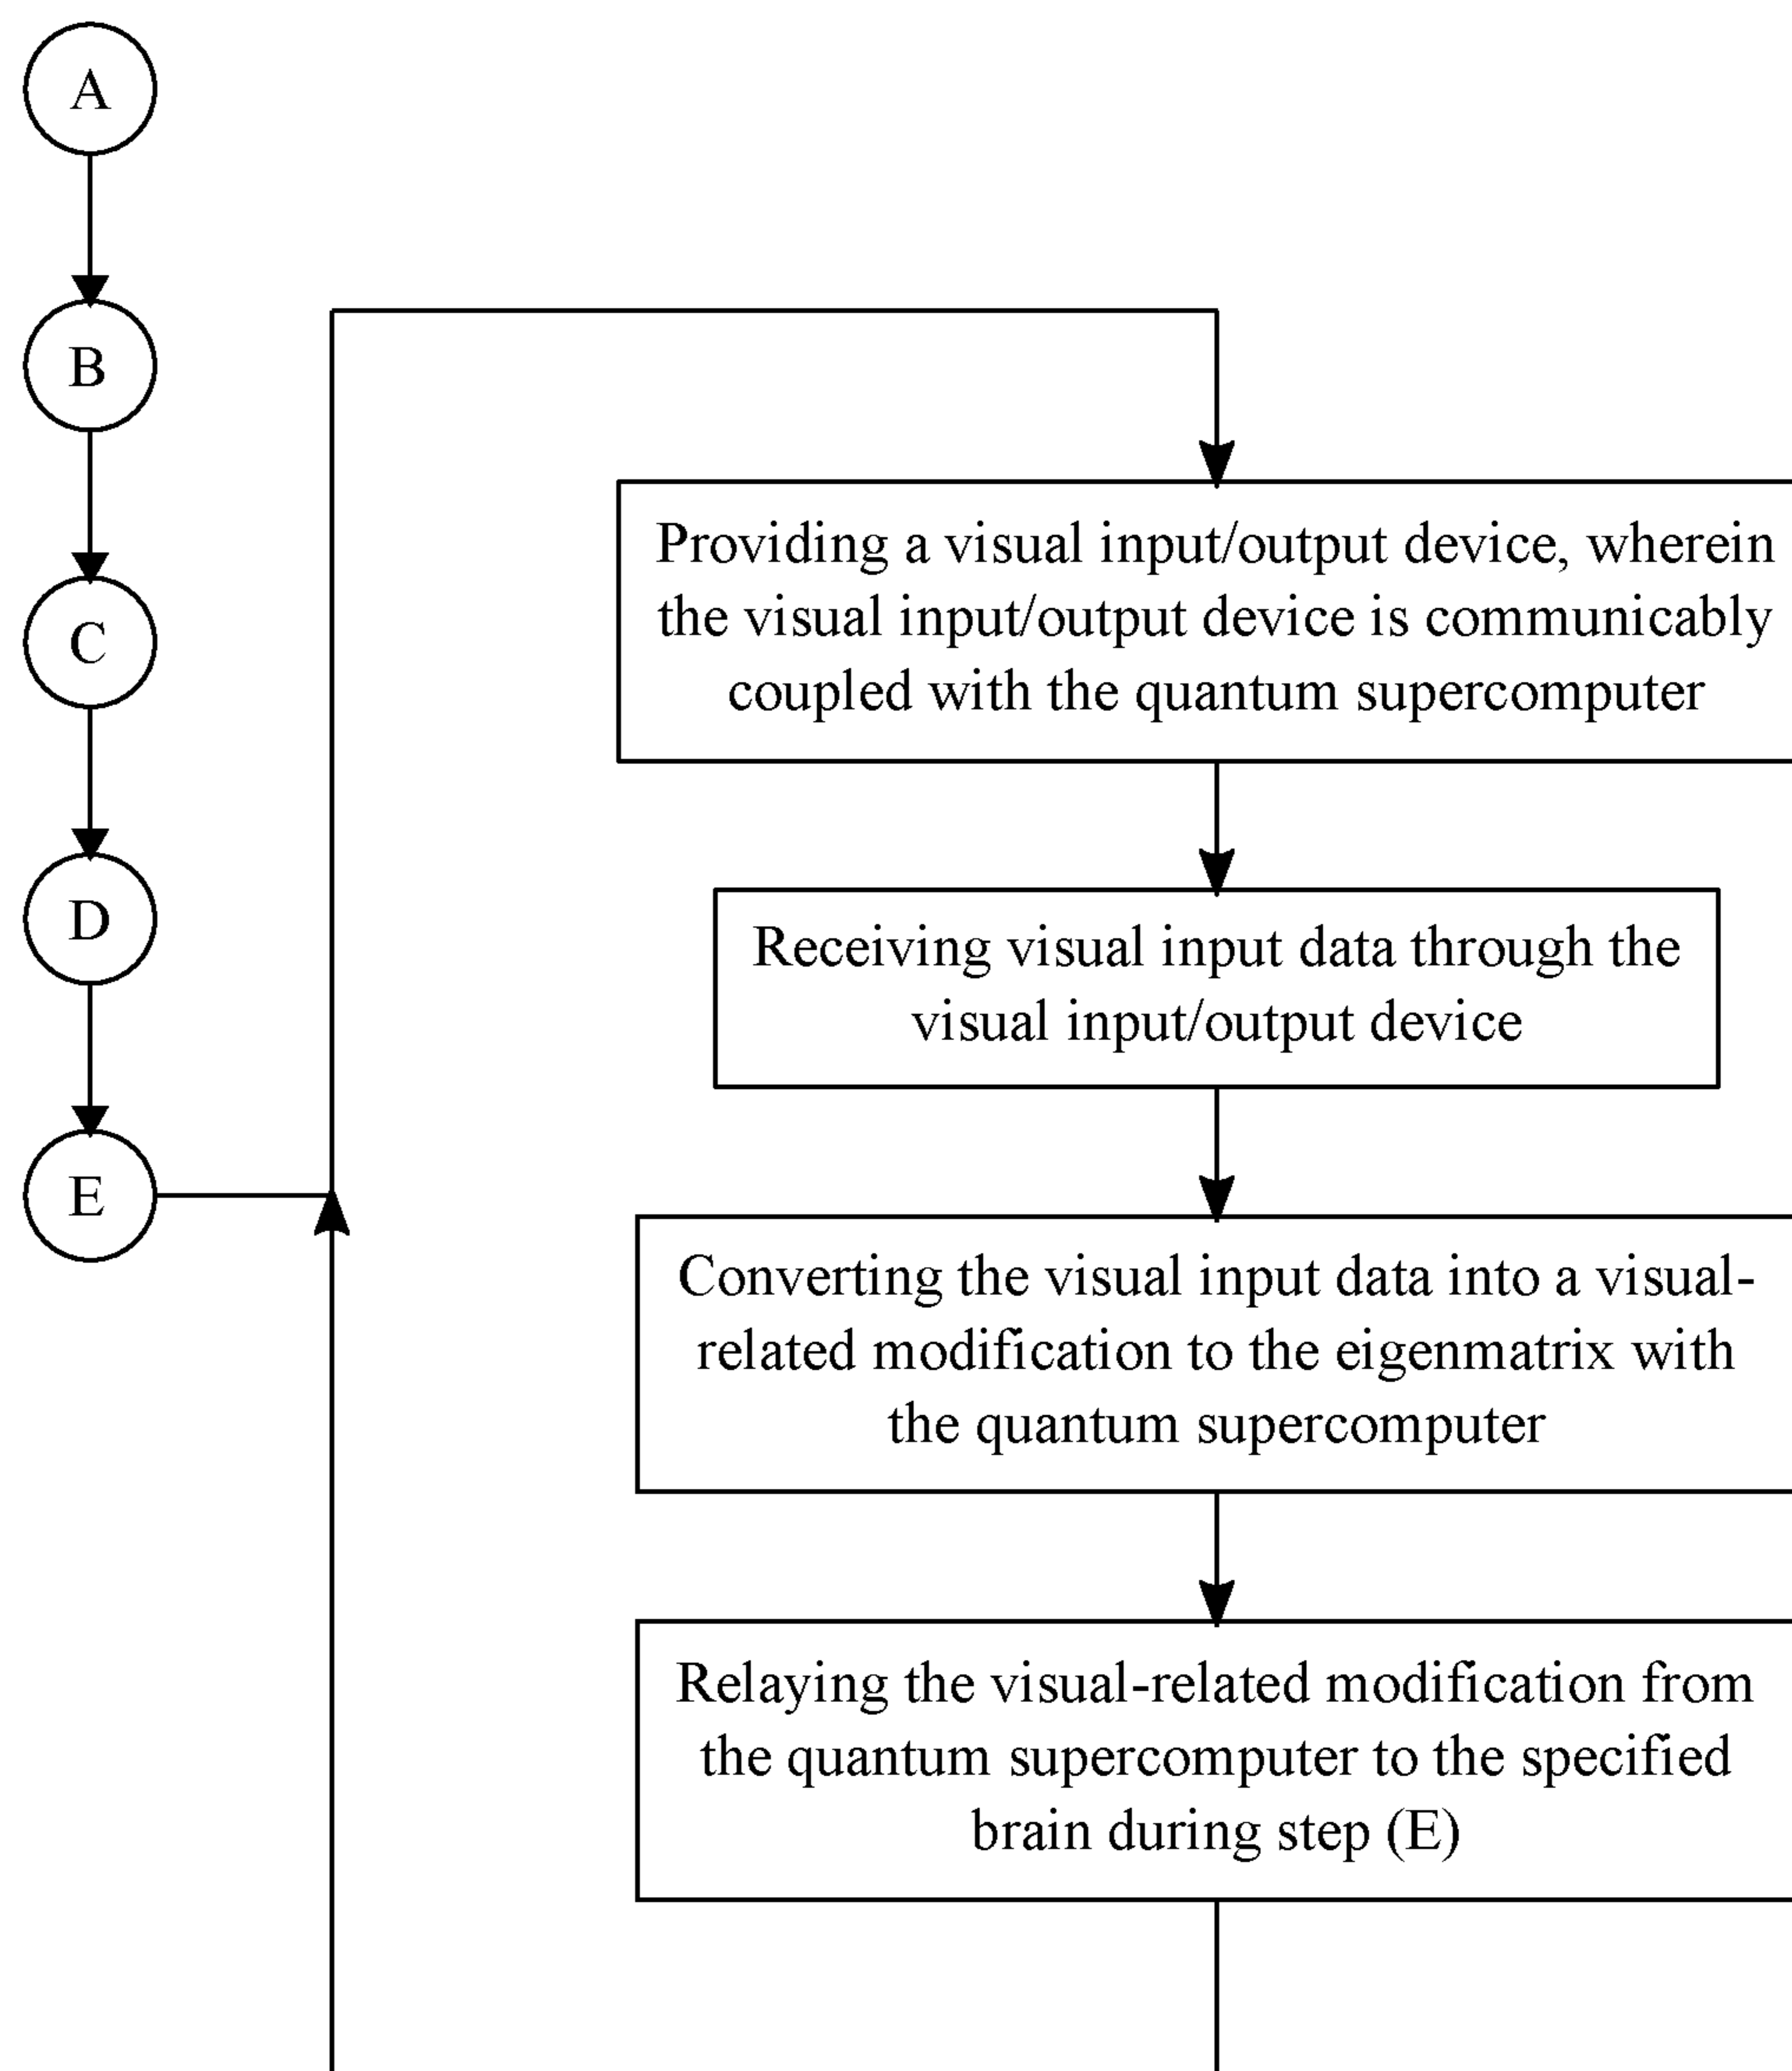 A
B
C
D
E
Providing a visual input/output device, wherein
the visual input/output device is communicably
coupled with the quantum supercomputer
Receiving visual input data through the
visual input/output device
Converting the visual input data into a visual-
related modification to the eigenmatrix with
the quantum supercomputer
Relaying the visual-related modification from
the quantum supercomputer to the specified
brain during step (E)